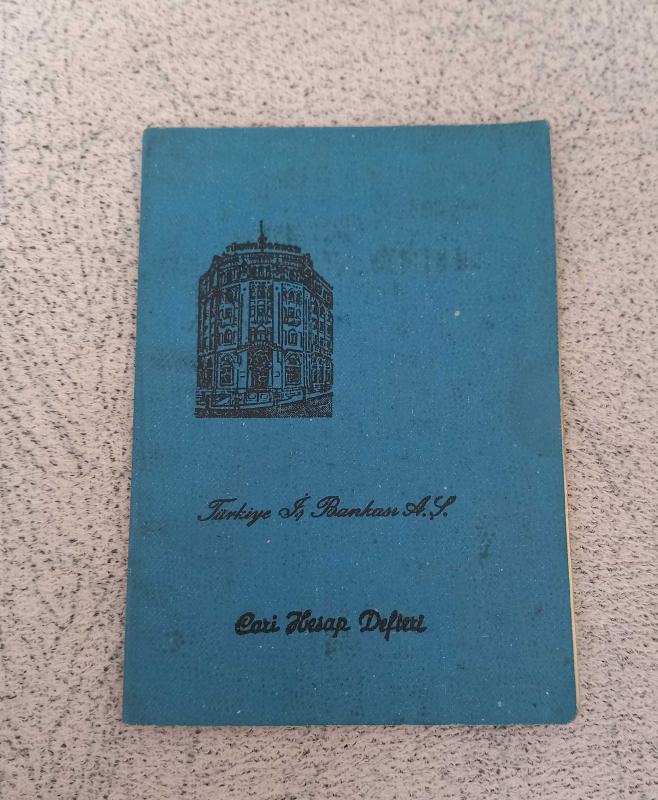 Türkiye İş Bankası A.Ş.
Cari Hesap Defteri